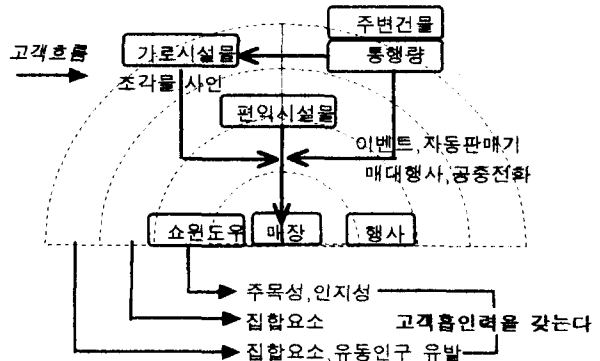 주변건물
고객흐름
가로시설물
통행량
조각물 사인
편익시설물
이벤트,자동판매기
매대행사,공중전화
쇼윈도우
매장
행사
주목성,인지성
집합요소
고객흡인력을 갖는다
집합요소,유동인구 유발